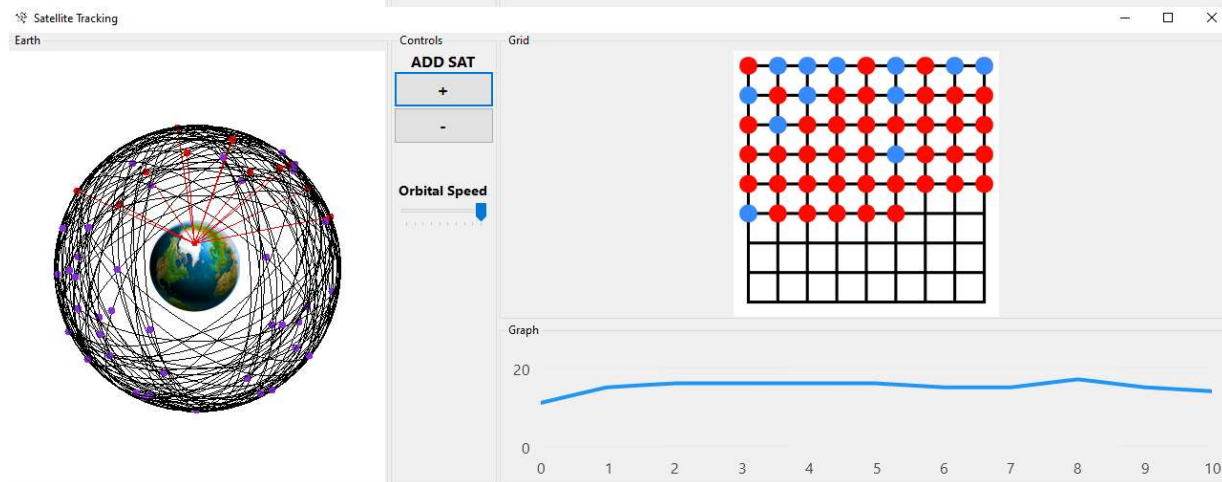 Satellite Tracking
Earth
Controls
ADD SAT
+
-
Orbital Speed
Grid
Graph
20
0
0 1 2 3 4 5 6 7 8 9 10